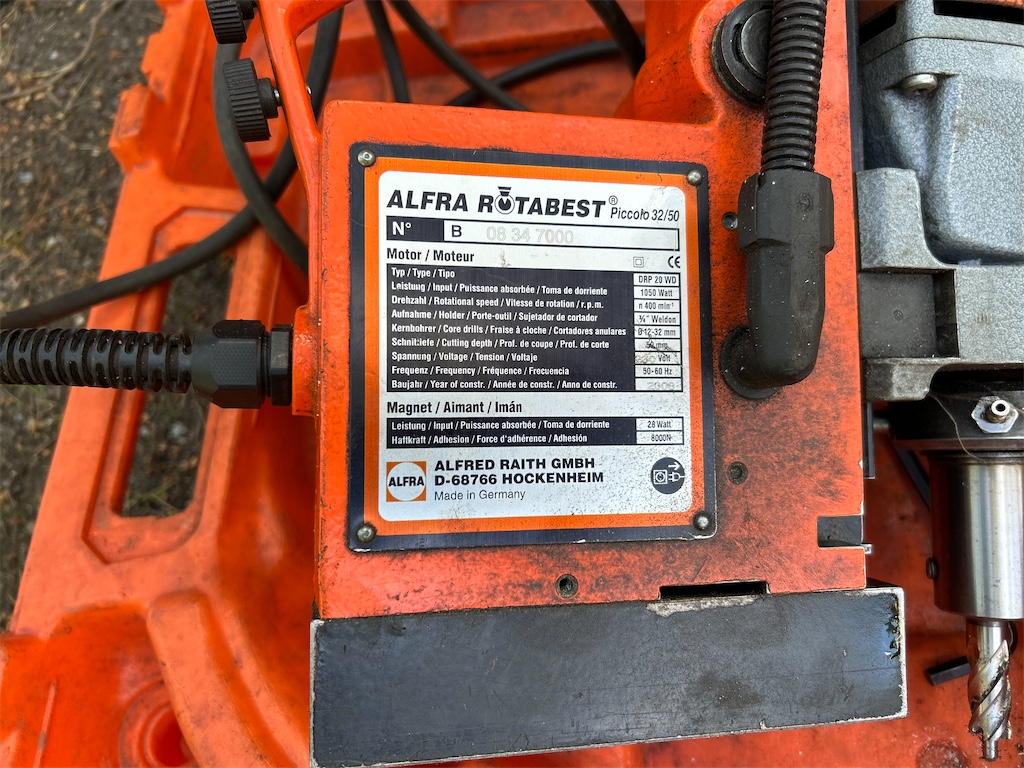 ALFRA ROTABEST® Piccolo 32/50
N° B 08 34 7000
Motor / Moteur CE
Typ / Type / Tipo DRP 20 WD
Leistung / Input / Puissance absorbée / Toma de dorriente 1050 Watt
Drehzahl / Rotational speed / Vitesse de rotation / r.p.m. n 400 min⁻¹
Aufnahme / Holder / Porte-outil / Sujetador de cortador ¾" Weldon
Kernbohrer / Core drills / Fraise à cloche / Cortadores anulares Ø 12-32 mm
Schnittiefe / Cutting depth / Prof. de coupe / Prof. de corte 50 mm
Spannung / Voltage / Tension / Voltaje 230 Volt
Frequenz / Frequency / Fréquence / Frecuencia 50-60 Hz
Baujahr / Year of constr. / Année de constr. / Anno de constr.
Magnet / Aimant / Imán
Leistung / Input / Puissance absorbée / Toma de dorriente 28 Watt
Haftkraft / Adhesion / Force d'adhérence / Adhesión 8000N
ALFRA
ALFRED RAITH GMBH
D-68766 HOCKENHEIM
Made in Germany